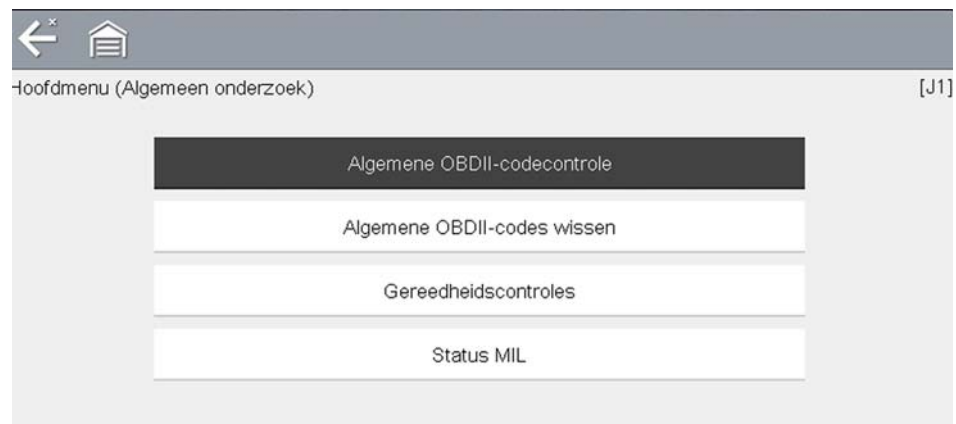 Hoofdmenu (Algemeen onderzoek) [J1]
Algemene OBDII-codecontrole
Algemene OBDII-codes wissen
Gereedheidscontroles
Status MIL